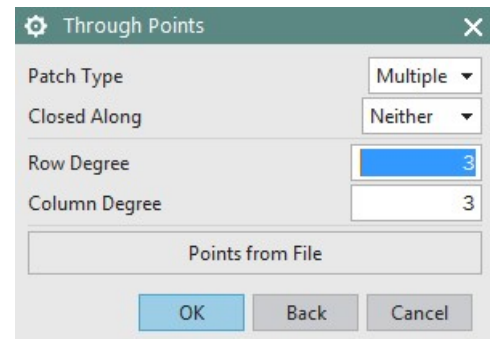 Through Points
Patch Type Multiple
Closed Along Neither
Row Degree 3
Column Degree 3
Points from File
OK Back Cancel